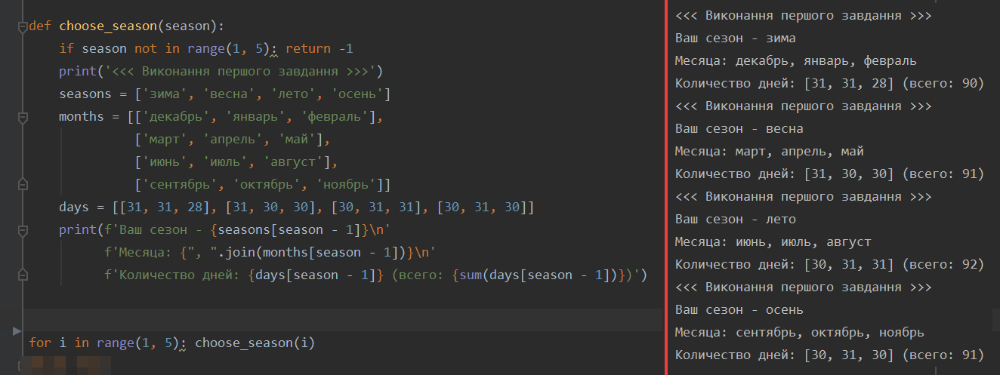 def choose_season(season):
    if season not in range(1, 5): return -1
    print('<<< Виконання першого завдання >>>')
    seasons = ['зима', 'весна', 'лето', 'осень']
    months = [['декабрь', 'январь', 'февраль'],
              ['март', 'апрель', 'май'],
              ['июнь', 'июль', 'август'],
              ['сентябрь', 'октябрь', 'ноябрь']]
    days = [[31, 31, 28], [31, 30, 30], [30, 31, 31], [30, 31, 30]]
    print(f'Ваш сезон - {seasons[season - 1]}\n'
          f'Месяца: {", ".join(months[season - 1])}\n'
          f'Количество дней: {days[season - 1]} (всего: {sum(days[season - 1])})')
for i in range(1, 5): choose_season(i)
<<< Виконання першого завдання >>>
Ваш сезон - зима
Месяца: декабрь, январь, февраль
Количество дней: [31, 31, 28] (всего: 90)
<<< Виконання першого завдання >>>
Ваш сезон - весна
Месяца: март, апрель, май
Количество дней: [31, 30, 30] (всего: 91)
<<< Виконання першого завдання >>>
Ваш сезон - лето
Месяца: июнь, июль, август
Количество дней: [30, 31, 31] (всего: 92)
<<< Виконання першого завдання >>>
Ваш сезон - осень
Месяца: сентябрь, октябрь, ноябрь
Количество дней: [30, 31, 30] (всего: 91)